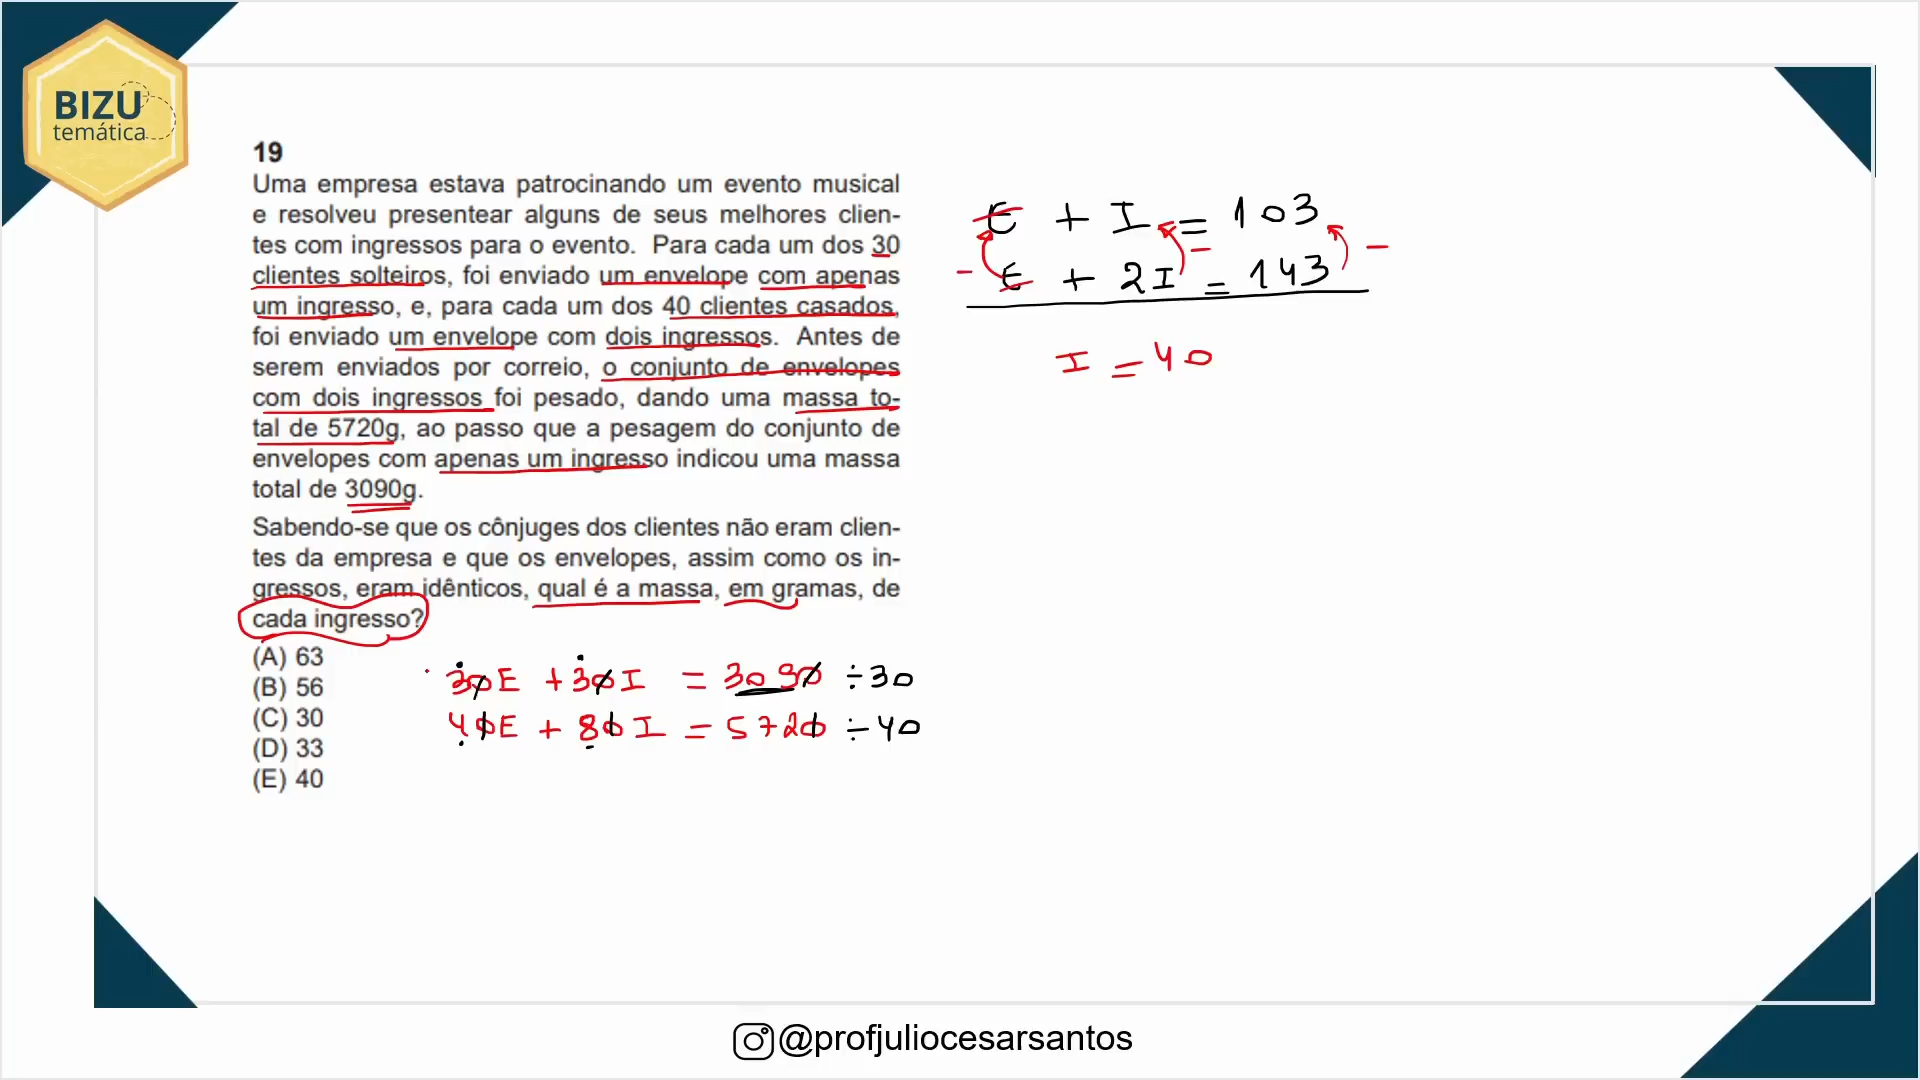 BIZU
temática
19
Uma empresa estava patrocinando um evento musical
e resolveu presentear alguns de seus melhores clien-
tes com ingressos para o evento. Para cada um dos 30
clientes solteiros, foi enviado um envelope com apenas
um ingresso, e, para cada um dos 40 clientes casados,
foi enviado um envelope com dois ingressos. Antes de
serem enviados por correio, o conjunto de envelopes
com dois ingressos foi pesado, dando uma massa to-
tal de 5720g, ao passo que a pesagem do conjunto de
envelopes com apenas um ingresso indicou uma massa
total de 3090g.
Sabendo-se que os cônjuges dos clientes não eram clien-
tes da empresa e que os envelopes, assim como os in-
gressos, eram idênticos, qual é a massa, em gramas, de
cada ingresso?
(A) 63
(B) 56
(C) 30
(D) 33
(E) 40
30E + 30I = 3090 ÷30
40E + 80I = 5720 ÷40
E + I = 103
E + 2I = 143
I = 40
@profjuliocesarsantos